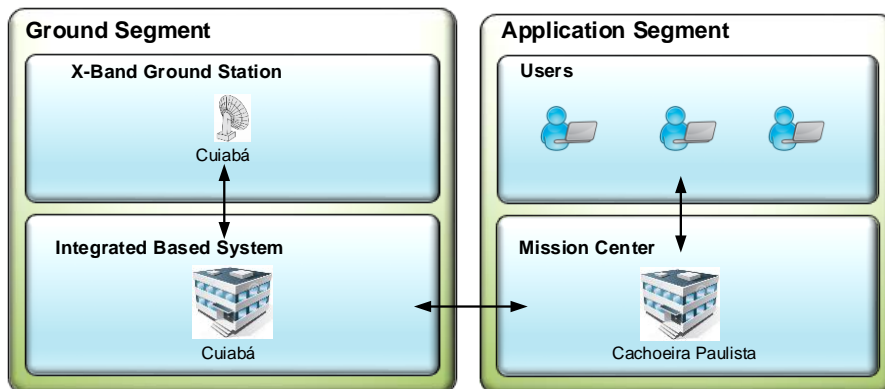 Ground Segment
X-Band Ground Station
Cuiabá
Integrated Based System
Cuiabá
Application Segment
Users
Mission Center
Cachoeira Paulista